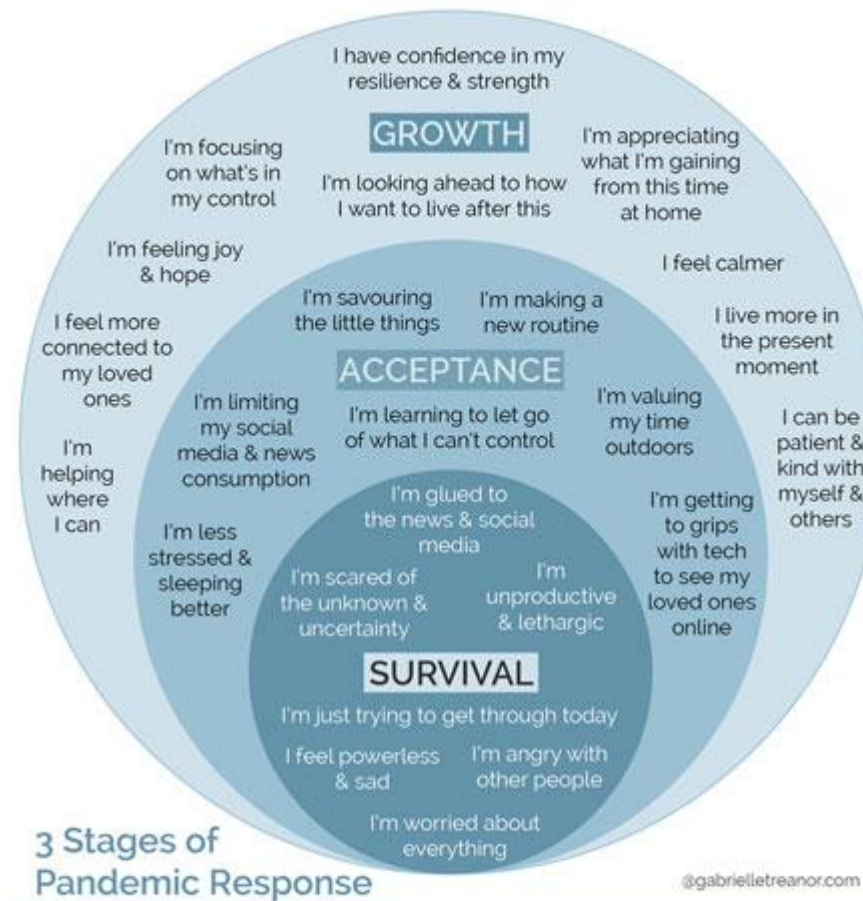 I have confidence in my
resilience & strength
GROWTH
I'm focusing
on what's in
my control
I'm looking ahead to how
I want to live after this
I'm appreciating
what I'm gaining
from this time
at home
I'm feeling joy
& hope
I feel calmer
I feel more
connected to
my loved
ones
I live more in
the present
moment
I'm
helping
where
I can
I can be
patient &
kind with
myself &
others
I'm savouring
the little things
I'm making a
new routine
ACCEPTANCE
I'm limiting
my social
media & news
consumption
I'm learning to let go
of what I can't control
I'm valuing
my time
outdoors
I'm less
stressed &
sleeping
better
I'm getting
to grips
with tech
to see my
loved ones
online
I'm glued to
the news & social
media
I'm scared of
the unknown &
uncertainty
I'm
unproductive
& lethargic
SURVIVAL
I'm just trying to get through today
I feel powerless
& sad
I'm angry with
other people
I'm worried about
everything
3 Stages of
Pandemic Response
@gabrielletreanor.com